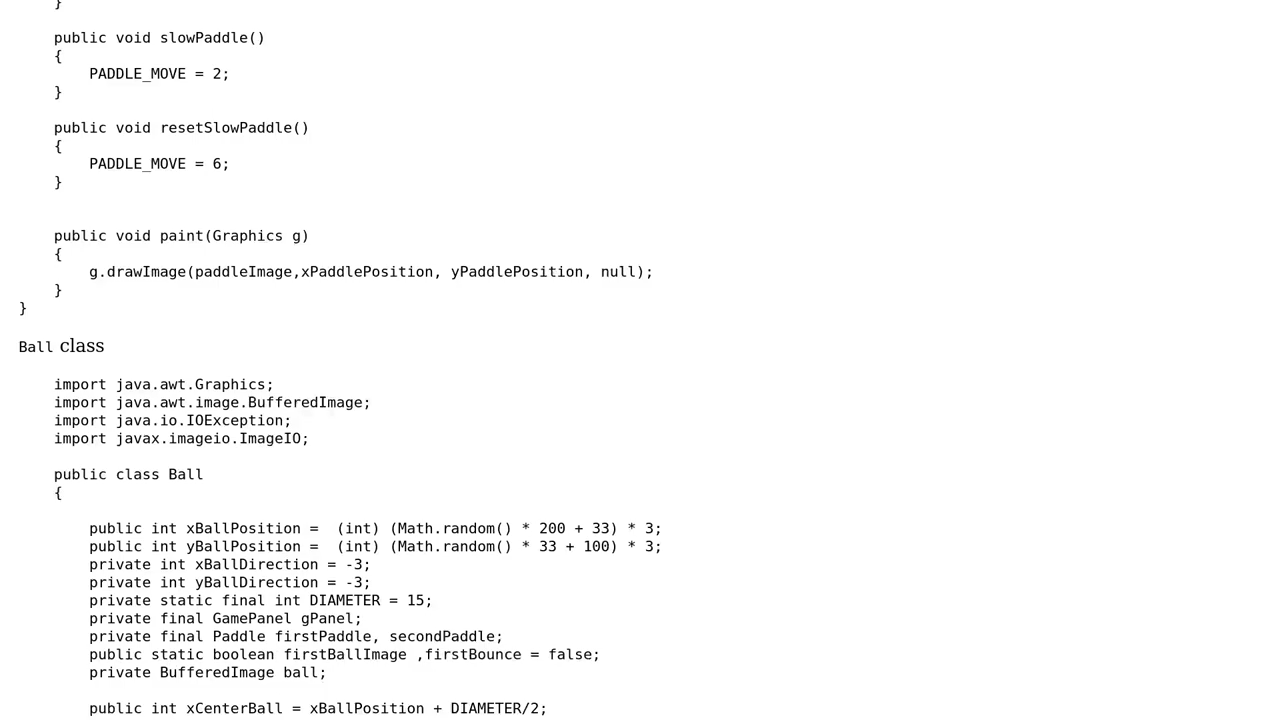 }
public void slowPaddle()
{
PADDLE_MOVE = 2;
}
public void resetSlowPaddle()
{
PADDLE_MOVE = 6;
}
public void paint(Graphics g)
{
g.drawImage(paddleImage,xPaddlePosition, yPaddlePosition, null);
}
}
Ball class
import java.awt.Graphics;
import java.awt.image.BufferedImage;
import java.io.IOException;
import javax.imageio.ImageIO;
public class Ball
{
public int xBallPosition =  (int) (Math.random() * 200 + 33) * 3;
public int yBallPosition =  (int) (Math.random() * 33 + 100) * 3;
private int xBallDirection = -3;
private int yBallDirection = -3;
private static final int DIAMETER = 15;
private final GamePanel gPanel;
private final Paddle firstPaddle, secondPaddle;
public static boolean firstBallImage ,firstBounce = false;
private BufferedImage ball;
public int xCenterBall = xBallPosition + DIAMETER/2;